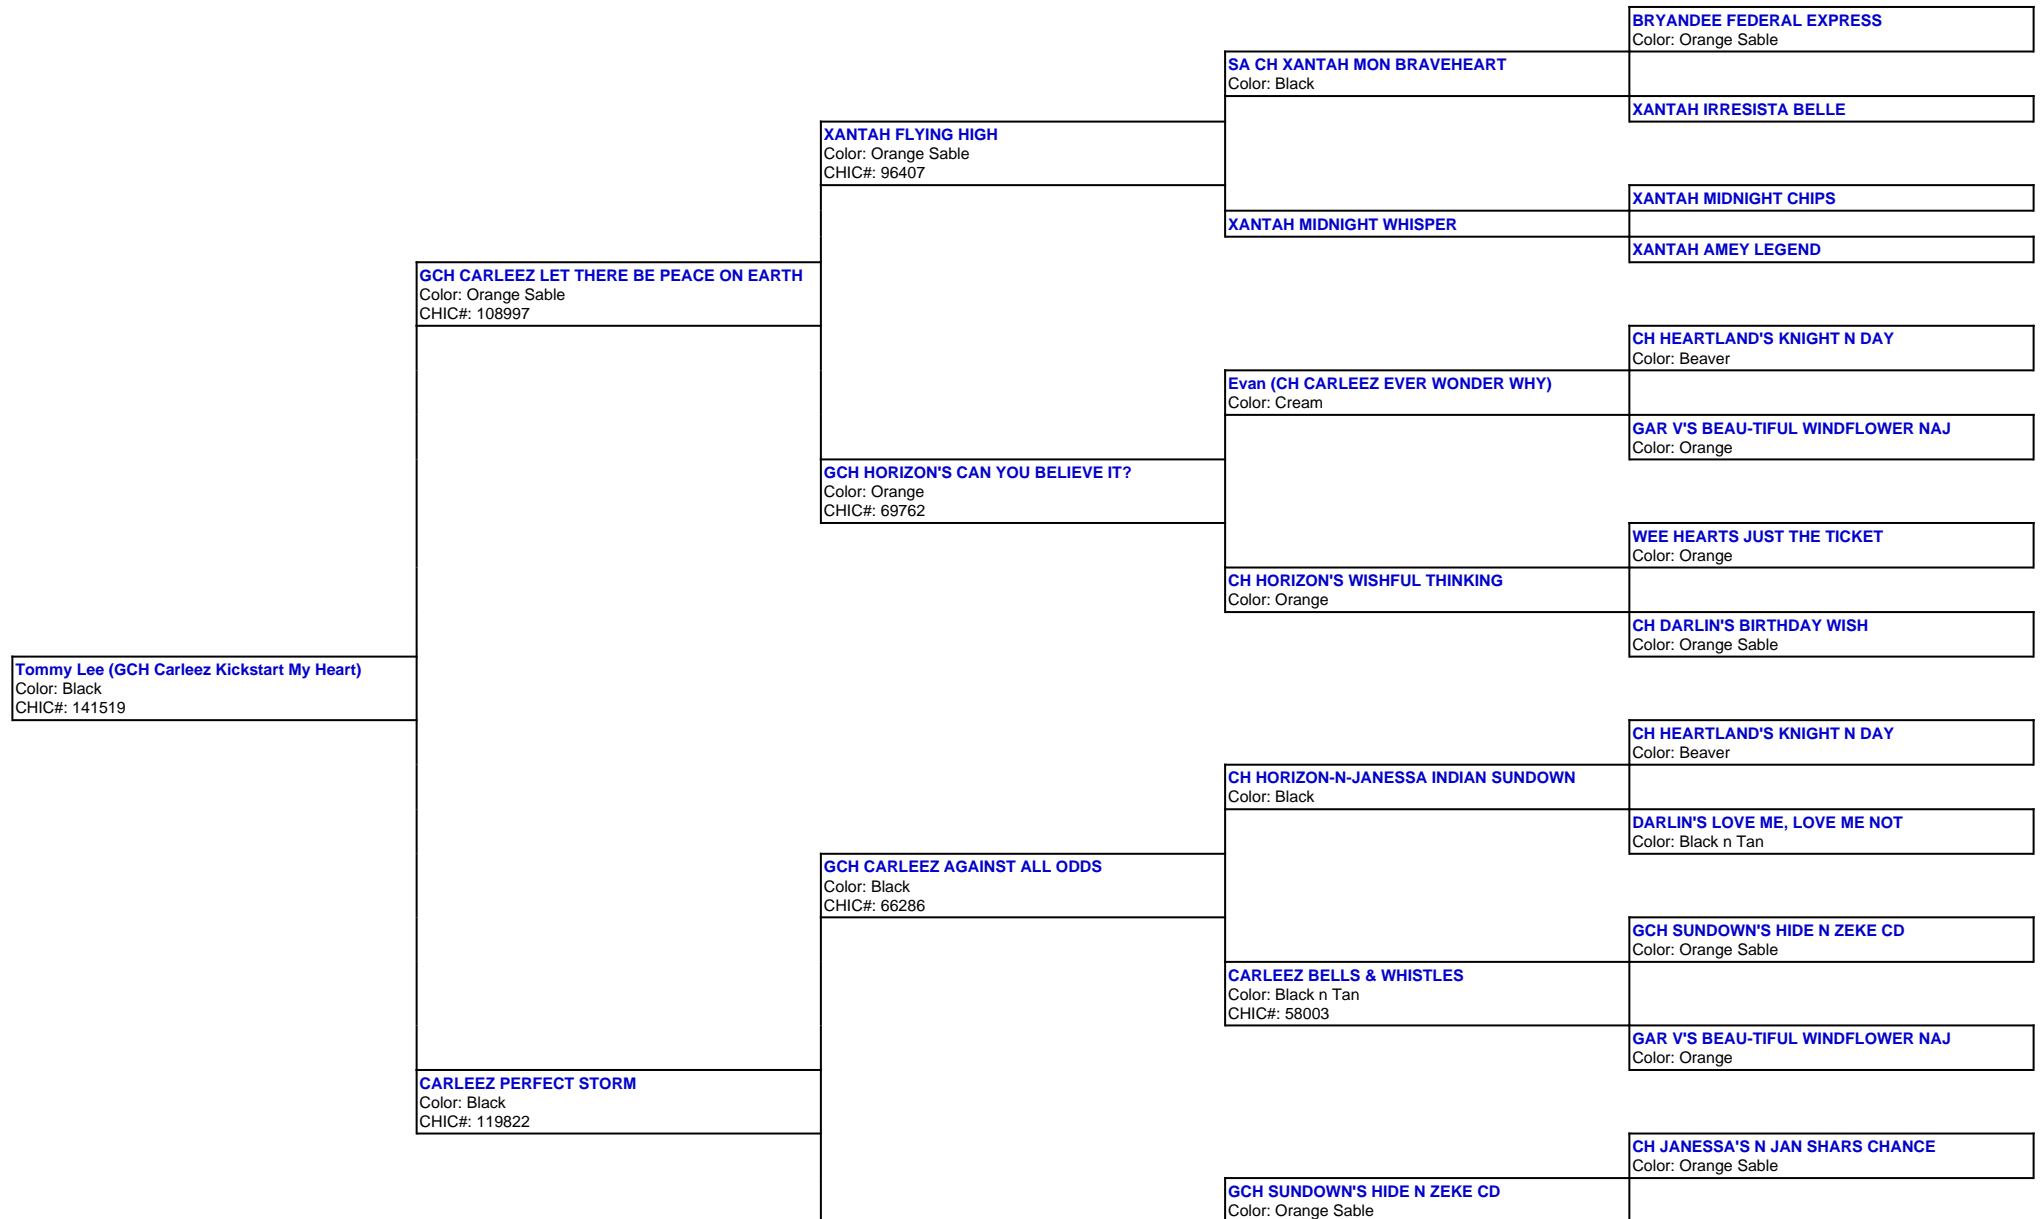 BRYANDEE FEDERAL EXPRESS
Color: Orange Sable
SA CH XANTAH MON BRAVEHEART
Color: Black
XANTAH IRRESISTA BELLE
XANTAH FLYING HIGH
Color: Orange Sable
CHIC#: 96407
XANTAH MIDNIGHT CHIPS
XANTAH MIDNIGHT WHISPER
XANTAH AMEY LEGEND
GCH CARLEEZ LET THERE BE PEACE ON EARTH
Color: Orange Sable
CHIC#: 108997
CH HEARTLAND'S KNIGHT N DAY
Color: Beaver
Evan (CH CARLEEZ EVER WONDER WHY)
Color: Cream
GAR V'S BEAU-TIFUL WINDFLOWER NAJ
Color: Orange
GCH HORIZON'S CAN YOU BELIEVE IT?
Color: Orange
CHIC#: 69762
WEE HEARTS JUST THE TICKET
Color: Orange
CH HORIZON'S WISHFUL THINKING
Color: Orange
CH DARLIN'S BIRTHDAY WISH
Color: Orange Sable
Tommy Lee (GCH Carleez Kickstart My Heart)
Color: Black
CHIC#: 141519
CH HEARTLAND'S KNIGHT N DAY
Color: Beaver
CH HORIZON-N-JANESSA INDIAN SUNDOWN
Color: Black
DARLIN'S LOVE ME, LOVE ME NOT
Color: Black n Tan
GCH CARLEEZ AGAINST ALL ODDS
Color: Black
CHIC#: 66286
GCH SUNDOWN'S HIDE N ZEKE CD
Color: Orange Sable
CARLEEZ BELLS & WHISTLES
Color: Black n Tan
CHIC#: 58003
GAR V'S BEAU-TIFUL WINDFLOWER NAJ
Color: Orange
CARLEEZ PERFECT STORM
Color: Black
CHIC#: 119822
CH JANESSA'S N JAN SHARS CHANCE
Color: Orange Sable
GCH SUNDOWN'S HIDE N ZEKE CD
Color: Orange Sable